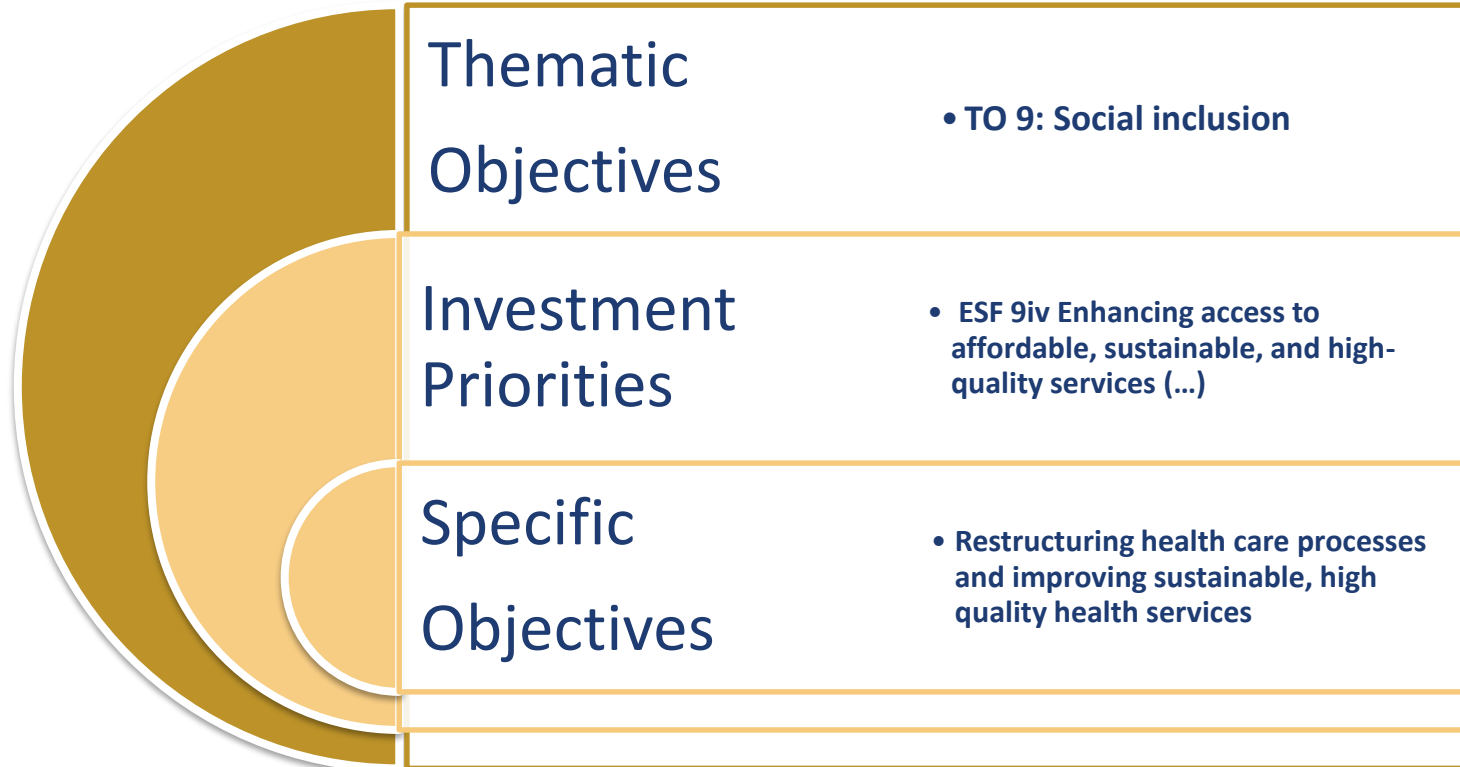 Thematic
Objectives
• TO 9: Social inclusion
Investment
Priorities
• ESF 9iv Enhancing access to
affordable, sustainable, and high-
quality services (...)
Specific
Objectives
• Restructuring health care processes
and improving sustainable, high
quality health services